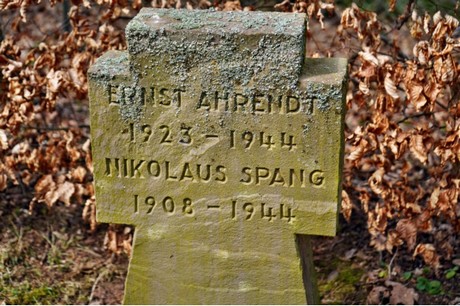 ERNST AHRENDT
1923 - 1944
NIKOLAUS SPANG
1908 - 1944